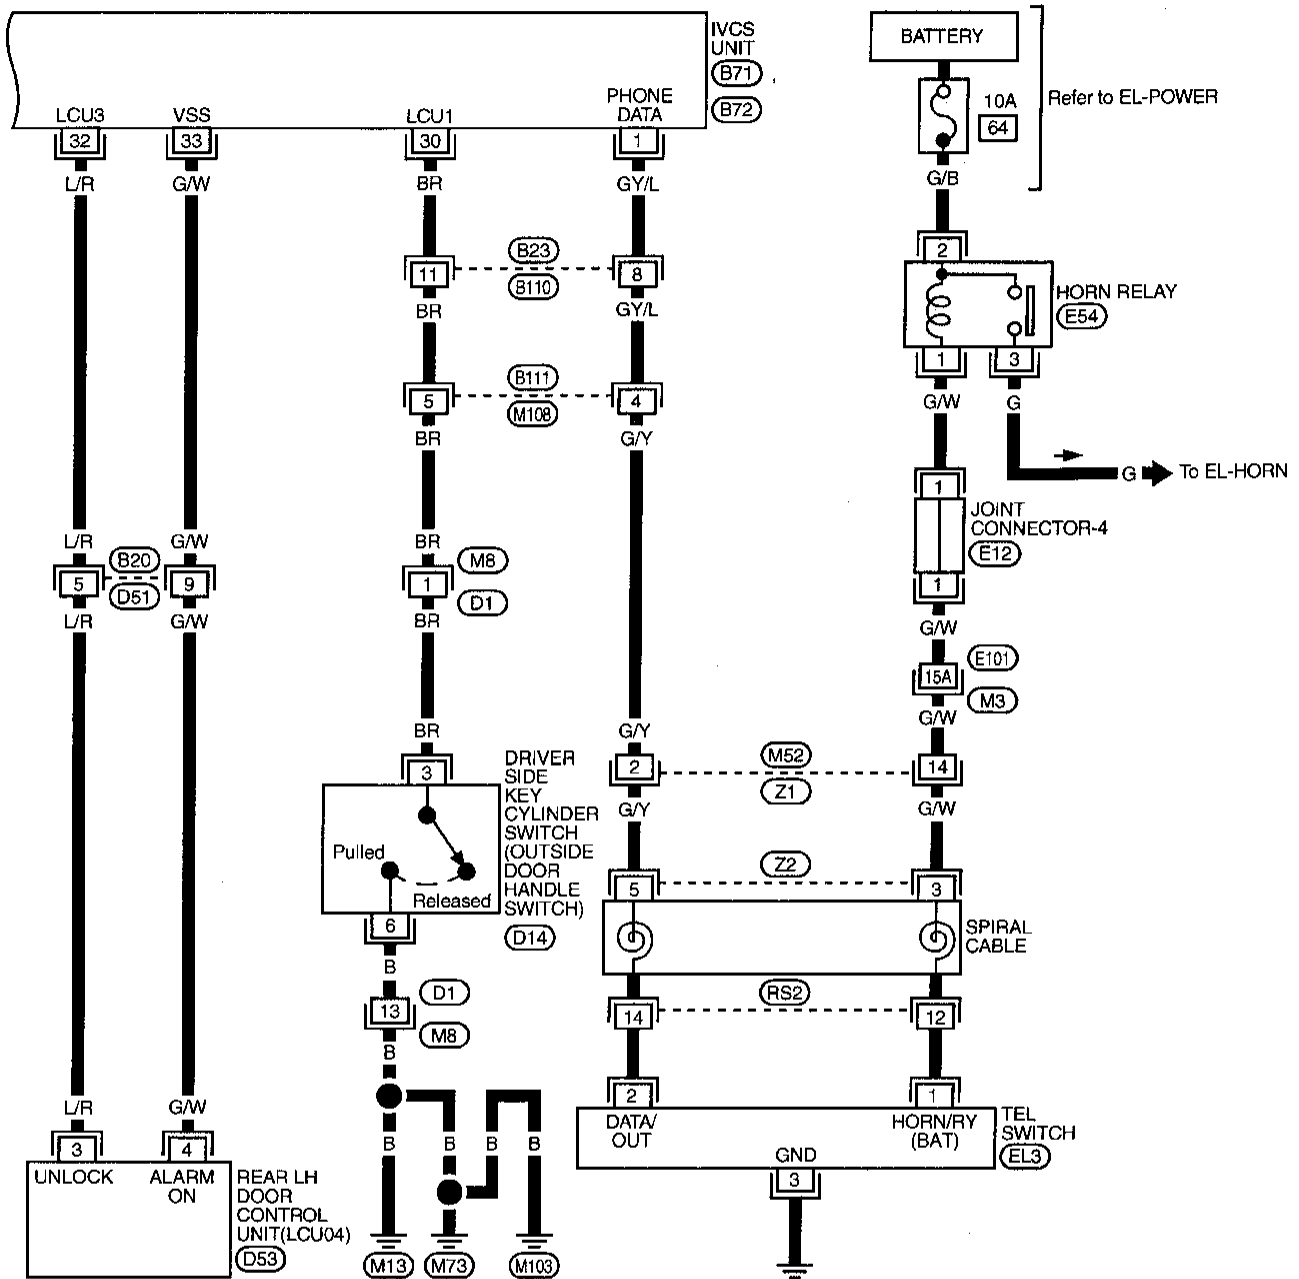 IVCS
UNIT
B71
B72
LCU3
VSS
LCU1
PHONE
DATA
32
33
30
1
L/R
G/W
BR
GY/L
BATTERY
10A
64
Refer to EL-POWER
G/B
2
HORN RELAY
E54
1
3
G/W
G
G
To EL-HORN
11
B23
B110
8
BR
GY/L
5
B111
M108
4
BR
G/Y
1
JOINT
CONNECTOR-4
E12
1
G/W
L/R
G/W
BR
5
B20
D51
9
1
M8
D1
L/R
G/W
BR
15A
E101
M3
G/W
BR
G/Y
3
DRIVER
SIDE
KEY
CYLINDER
SWITCH
(OUTSIDE
DOOR
HANDLE
SWITCH)
D14
Pulled
Released
6
2
M52
Z1
14
G/Y
G/W
5
Z2
3
SPIRAL
CABLE
B
13
D1
M8
B
14
RS2
12
B
B
B
B
M13
M73
M103
L/R
G/W
3
4
UNLOCK
ALARM
ON
REAR LH
DOOR
CONTROL
UNIT(LCU04)
D53
2
1
DATA/
OUT
HORN/RY
(BAT)
TEL
SWITCH
EL3
GND
3